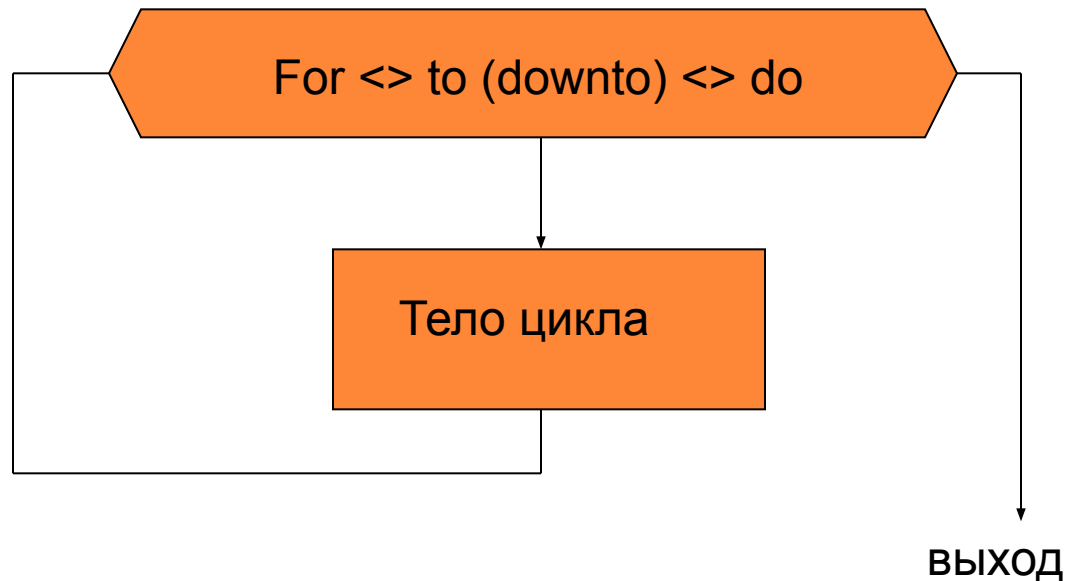 For <> to (downto) <> do
Тело цикла
выход